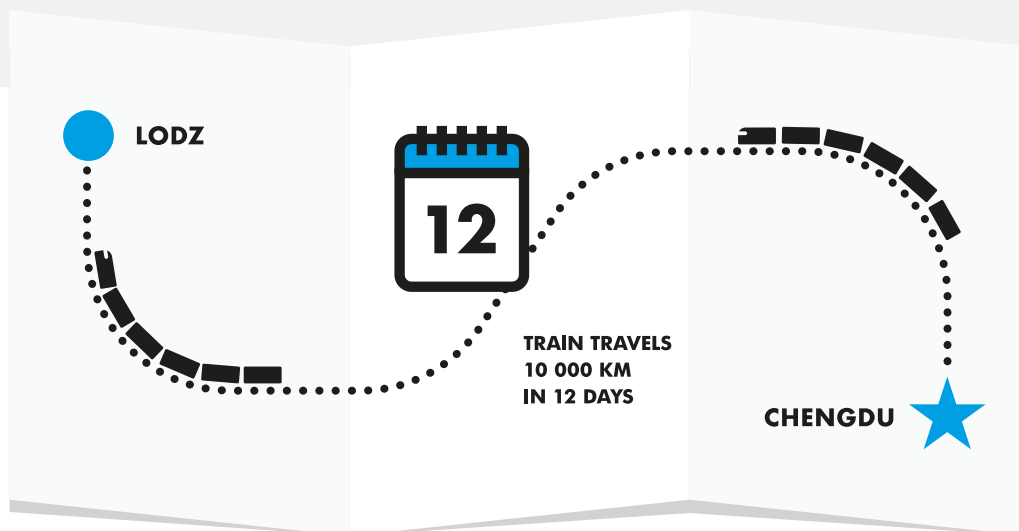 LODZ
12
TRAIN TRAVELS
10 000 KM
IN 12 DAYS
CHENGDU